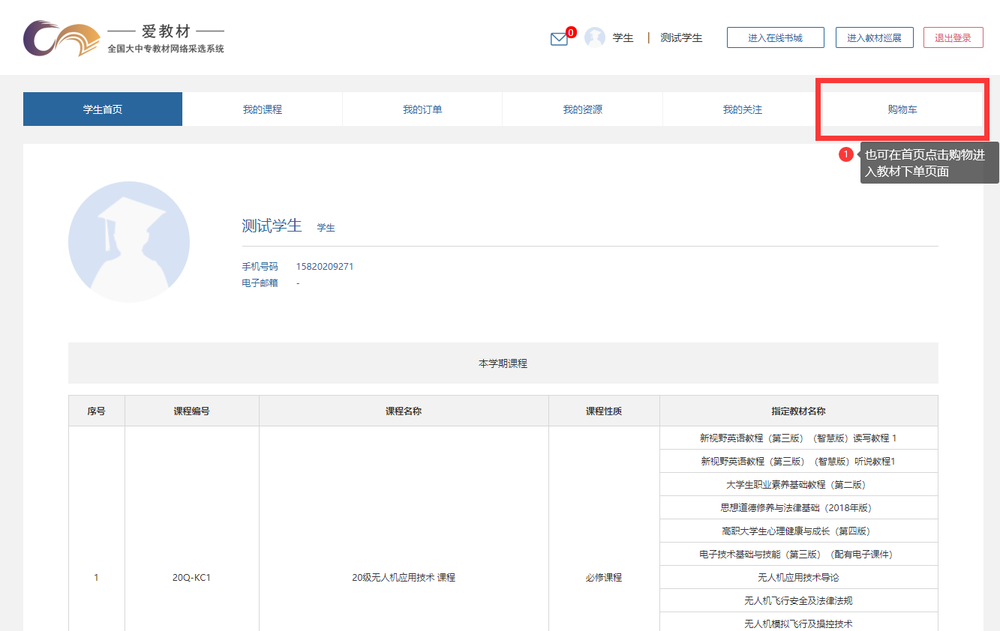 爱教材
全国大中专教材网络采选系统
0
学生 | 测试学生
进入在线书城
进入教材巡展
退出登录
学生首页
我的课程
我的订单
我的资源
我的关注
购物车
1
也可在首页点击购物进
入教材下单页面
测试学生 学生
手机号码 15820209271
电子邮箱 -
本学期课程
序号 课程编号 课程名称 课程性质 指定教材名称
新视野英语教程（第三版）（智慧版）读写教程 1
新视野英语教程（第三版）（智慧版）听说教程1
大学生职业素养基础教程（第二版）
思想道德修养与法律基础（2018年版）
高职大学生心理健康与成长（第四版）
电子技术基础与技能（第三版）（配有电子课件）
1 20Q-KC1 20级无人机应用技术 课程 必修课程 无人机应用技术导论
无人机飞行安全及法律法规
无人机模拟飞行及操控技术